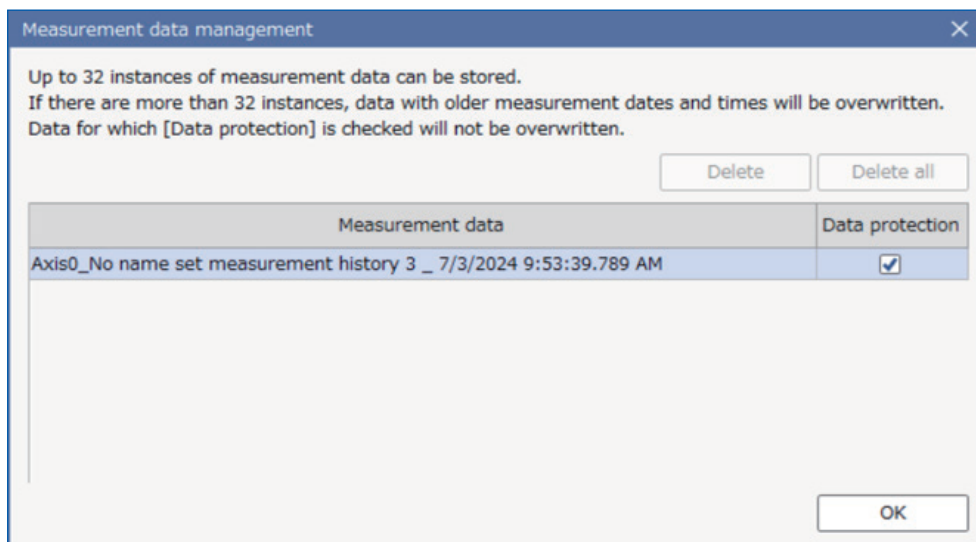 Measurement data management
Up to 32 instances of measurement data can be stored.
If there are more than 32 instances, data with older measurement dates and times will be overwritten.
Data for which [Data protection] is checked will not be overwritten.
Delete
Delete all
Measurement data
Data protection
Axis0_No name set measurement history 3 _ 7/3/2024 9:53:39.789 AM
OK